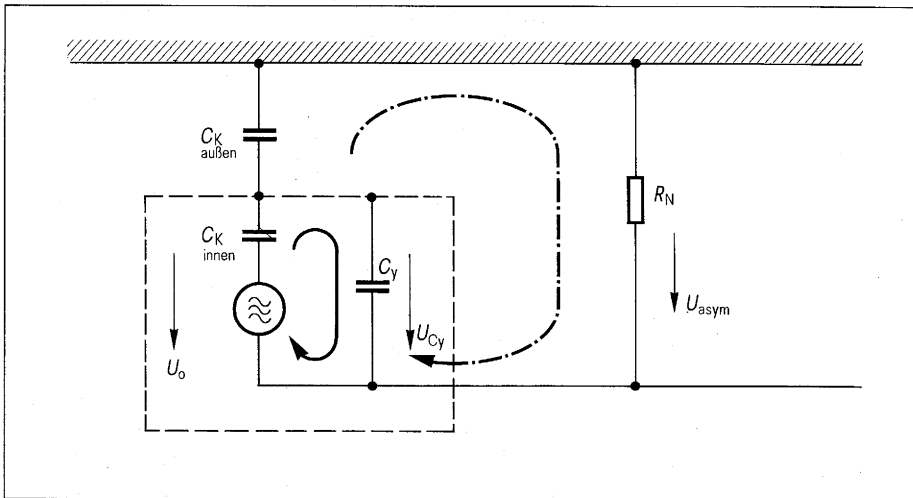 C_K
außen
C_K
innen
C_y
U_o
U_Cy
R_N
U_asym